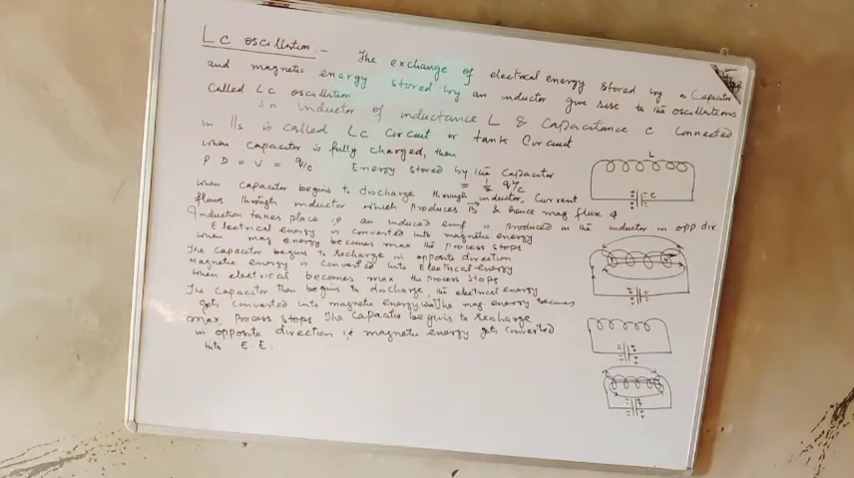 LC oscillation :- The exchange of electrical energy stored by a Capacitor
and magnetic energy stored by an inductor give rise to the oscillations
called LC oscillation
An inductor of inductance L & Capacitance C connected
in ||s is called LC circuit or tank Circuit
when capacitor is fully charged, then
P D = V = q/c Energy stored by the capacitor
= 1/2 q²/c
when capacitor begins to discharge through inductor, Current
flows through inductor which produces B & hence mag flux φ
Induction takes place ie an induced emf is produced in the inductor in opp dir
Electrical energy is converted into magnetic energy
when mag energy becomes max the process stops
The capacitor begins to recharge in opposite direction
Magnetic energy is converted into Electrical energy
when electrical becomes max the process stops
The capacitor then begins to discharge, the electrical energy
gets converted into magnetic energy The mag. energy becomes
max, process stops The capacitor begins to recharge
in opposite direction ie magnetic energy gets converted
into E.E.
L
C